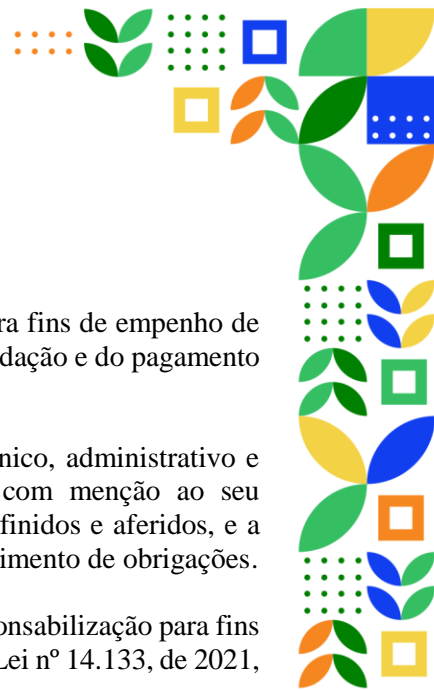 ra fins de empenho de
dação e do pagamento
nico, administrativo e
com menção ao seu
finidos e aferidos, e a
imento de obrigações.
onsabilização para fins
Lei nº 14.133, de 2021,